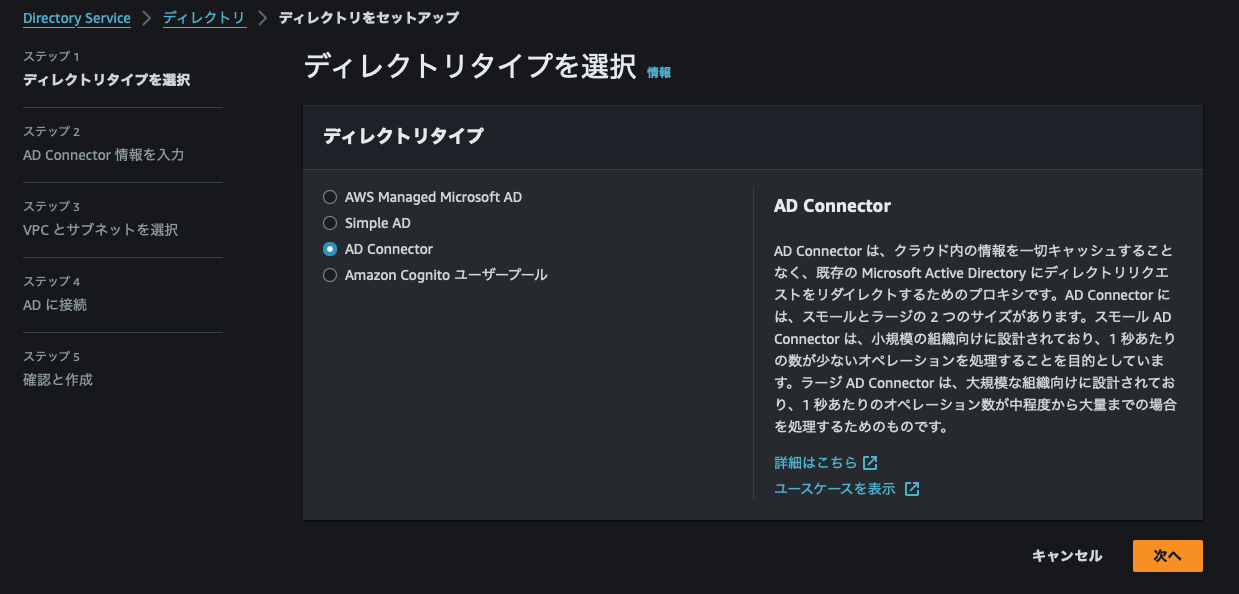 Directory Service > ディレクトリ > ディレクトリをセットアップ
ステップ 1
ディレクトリタイプを選択
ステップ 2
AD Connector 情報を入力
ステップ 3
VPC とサブネットを選択
ステップ 4
AD に接続
ステップ 5
確認と作成
ディレクトリタイプを選択 情報
ディレクトリタイプ
AWS Managed Microsoft AD
Simple AD
AD Connector
Amazon Cognito ユーザープール
AD Connector
AD Connector は、クラウド内の情報を一切キャッシュすること
なく、既存の Microsoft Active Directory にディレクトリリクエ
ストをリダイレクトするためのプロキシです。AD Connector に
は、スモールとラージの 2 つのサイズがあります。スモール AD
Connector は、小規模の組織向けに設計されており、1 秒あたり
の数が少ないオペレーションを処理することを目的としていま
す。ラージ AD Connector は、大規模な組織向けに設計されてお
り、1 秒あたりのオペレーション数が中程度から大量までの場合
を処理するためのものです。
詳細はこちら
ユースケースを表示
キャンセル
次へ